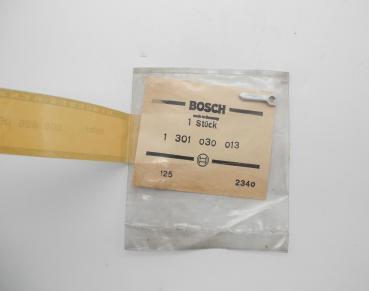 BOSCH
made in Germany
1 Stück
1 301 030 013
125 2340